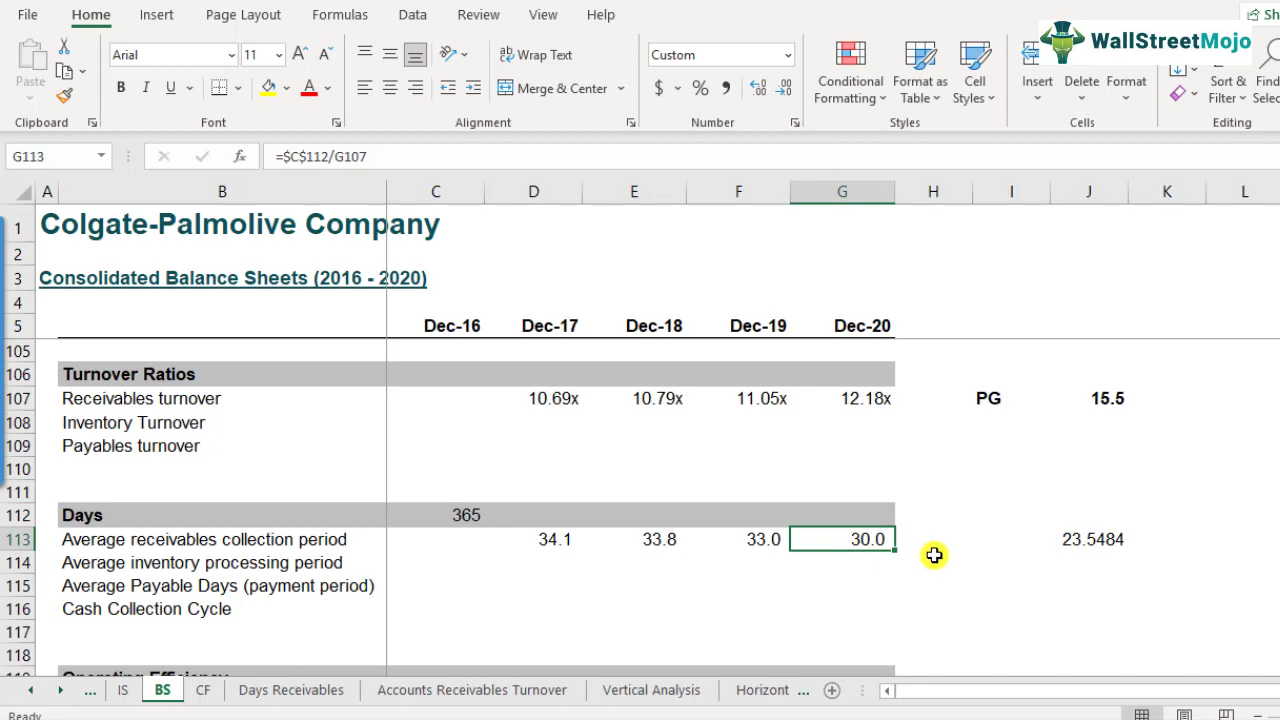 File Home Insert Page Layout Formulas Data Review View Help Sh
WallStreetMojo
Paste
Arial 11
B I U
Wrap Text
Merge & Center
Custom
$ %
Conditional Formatting
Format as Table
Cell Styles
Insert Delete Format
Sort & Filter
Clipboard Font Alignment Number Styles Cells Editing
G113 fx =$C$112/G107
A B C D E F G H I J K L
1 Colgate-Palmolive Company
2
3 Consolidated Balance Sheets (2016 - 2020)
4
5 Dec-16 Dec-17 Dec-18 Dec-19 Dec-20
105
106 Turnover Ratios
107 Receivables turnover 10.69x 10.79x 11.05x 12.18x PG 15.5
108 Inventory Turnover
109 Payables turnover
110
111
112 Days 365
113 Average receivables collection period 34.1 33.8 33.0 30.0 23.5484
114 Average inventory processing period
115 Average Payable Days (payment period)
116 Cash Collection Cycle
117
118
Operating Efficiency
... IS BS CF Days Receivables Accounts Receivables Turnover Vertical Analysis Horizont ...
Ready